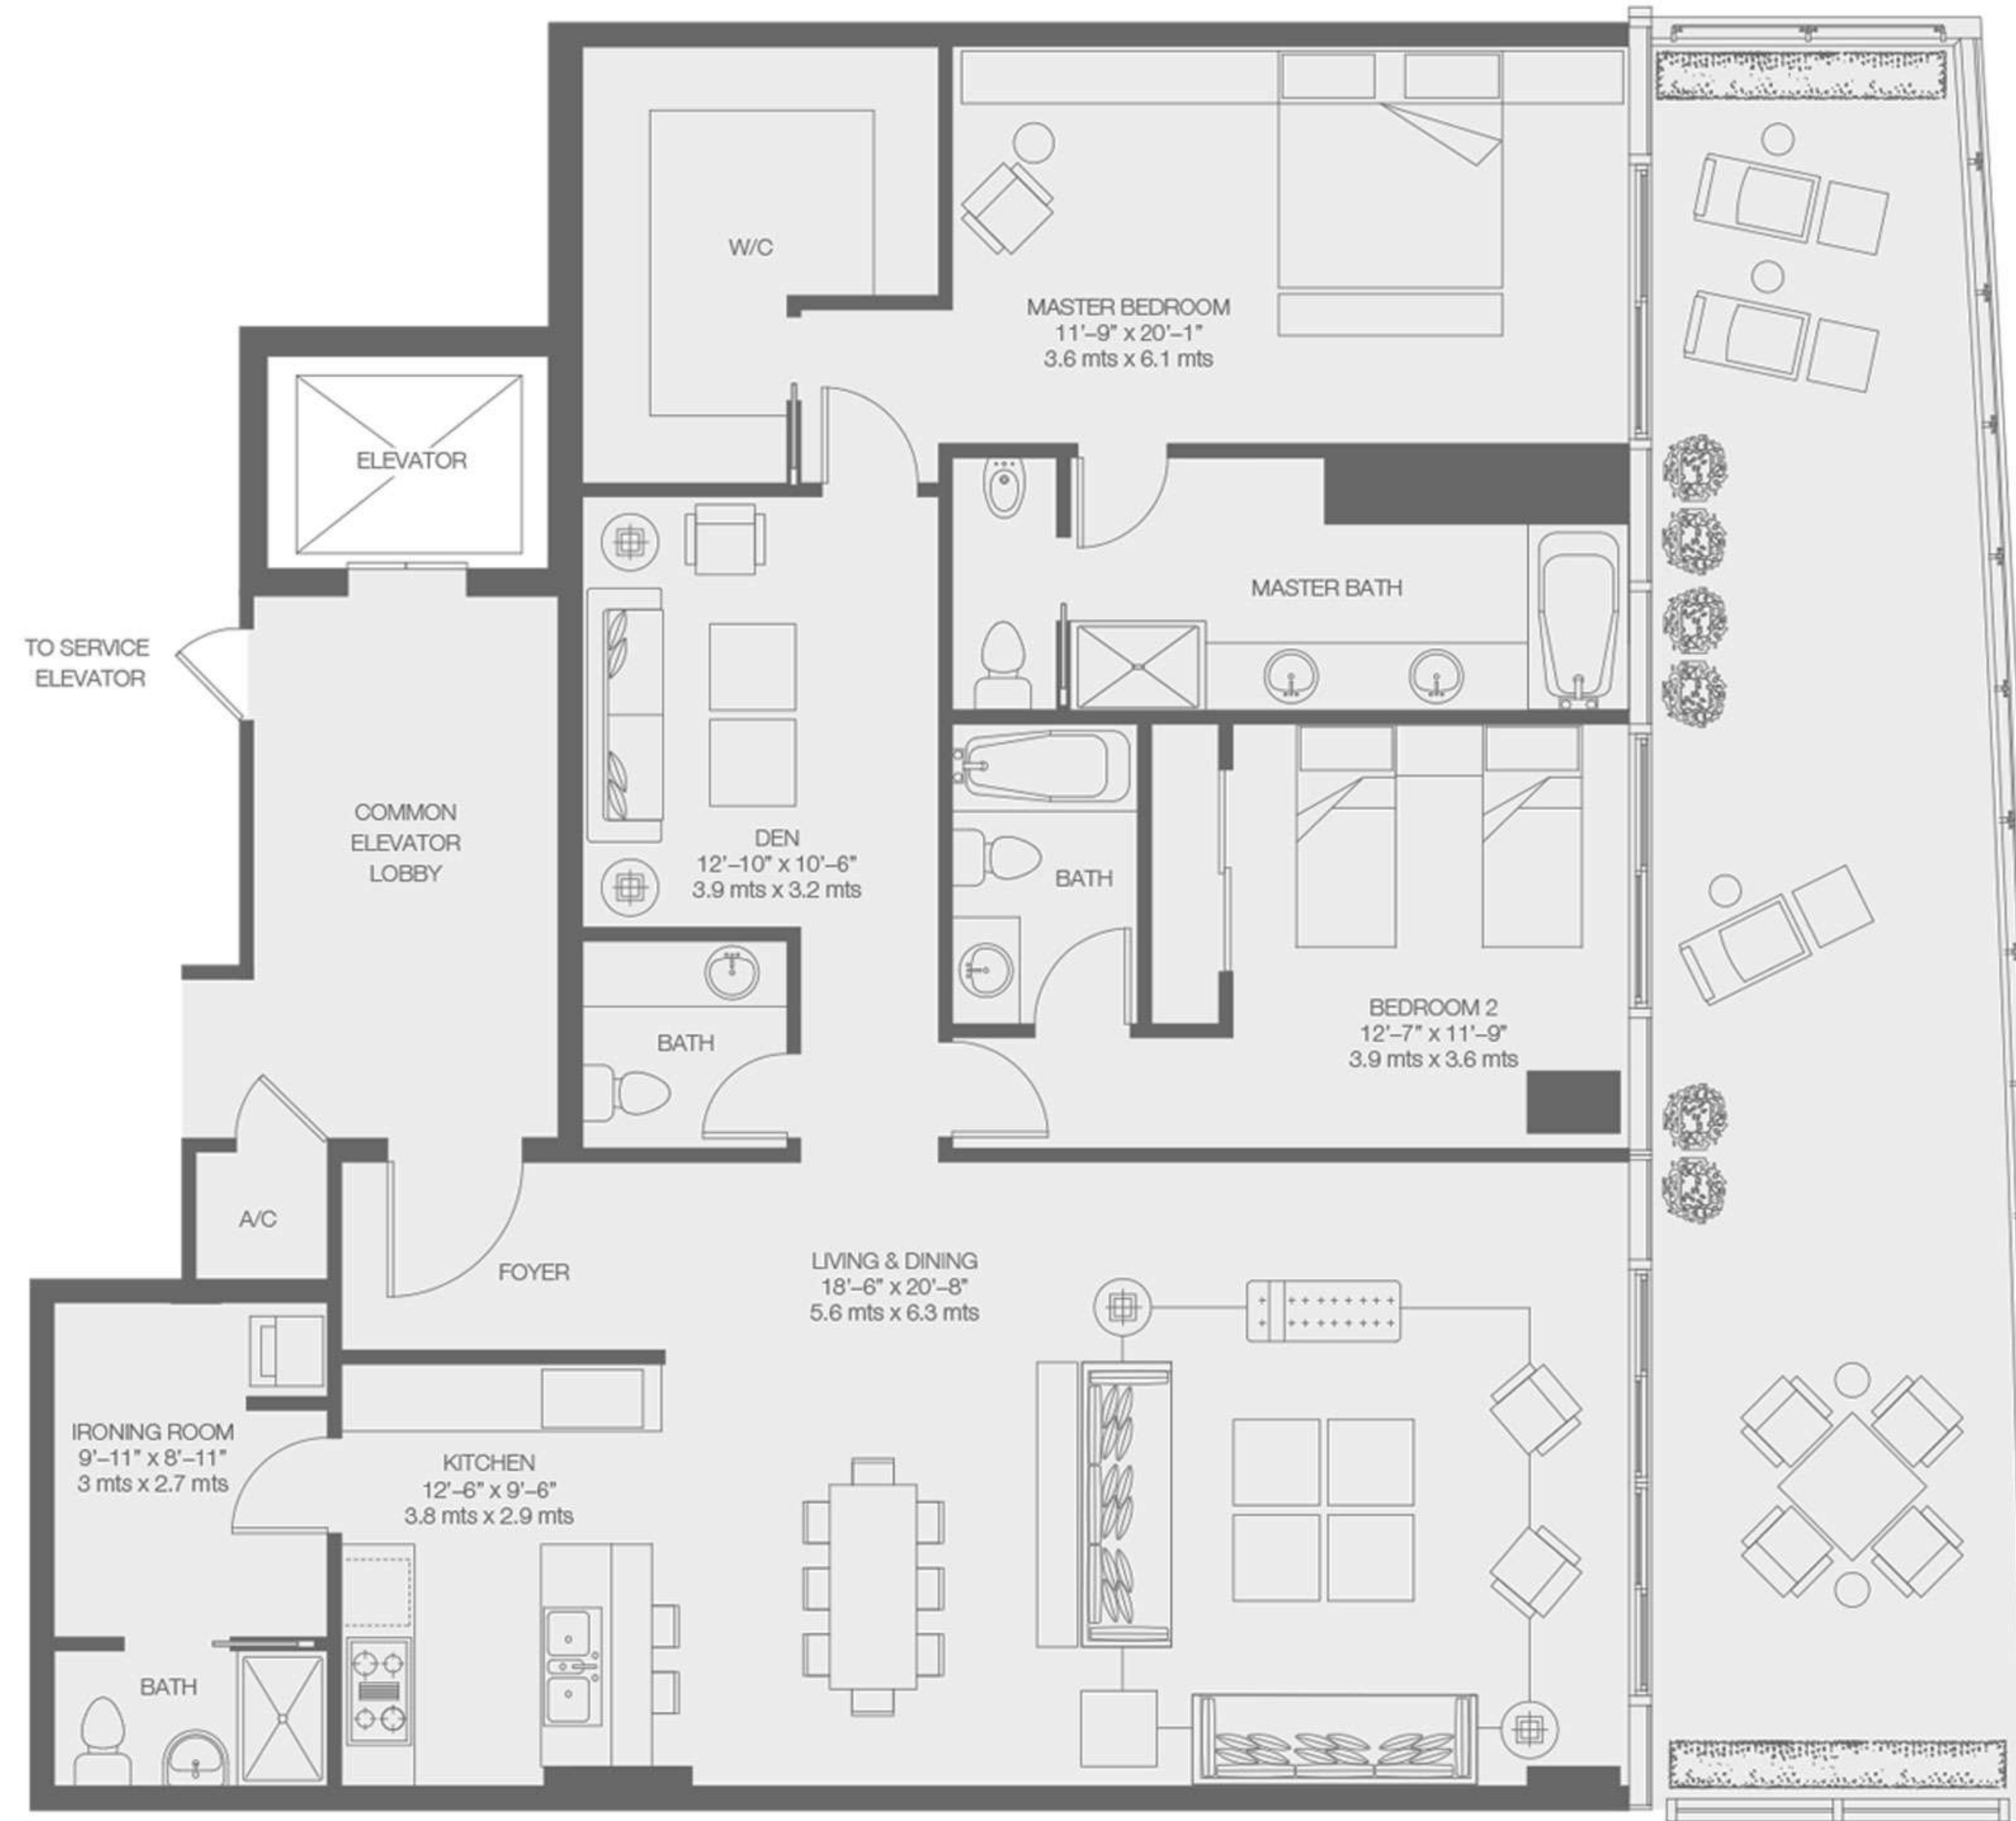 W/C
MASTER BEDROOM
11'–9" x 20'–1"
3.6 mts x 6.1 mts
ELEVATOR
MASTER BATH
TO SERVICE
ELEVATOR
COMMON
ELEVATOR
LOBBY
DEN
12'–10" x 10'–6"
3.9 mts x 3.2 mts
BATH
BEDROOM 2
12'–7" x 11'–9"
3.9 mts x 3.6 mts
BATH
A/C
FOYER
LIVING & DINING
18'–6" x 20'–8"
5.6 mts x 6.3 mts
IRONING ROOM
9'–11" x 8'–11"
3 mts x 2.7 mts
KITCHEN
12'–6" x 9'–6"
3.8 mts x 2.9 mts
BATH